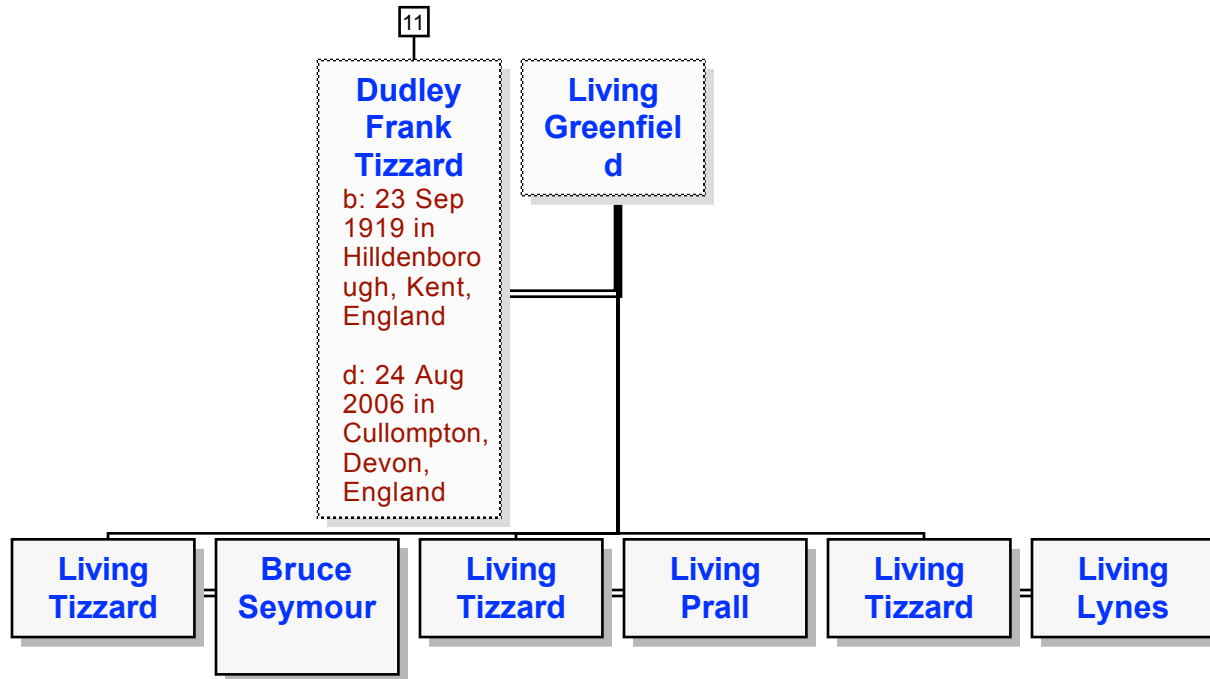 11
Dudley
Frank
Tizzard
b: 23 Sep
1919 in
Hilldenboro
ugh, Kent,
England
d: 24 Aug
2006 in
Cullompton,
Devon,
England
Living
Greenfiel
d
Living
Tizzard
Bruce
Seymour
Living
Tizzard
Living
Prall
Living
Tizzard
Living
Lynes